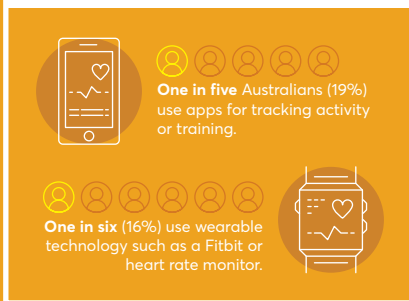 One in five Australians (19%)
use apps for tracking activity
or training.
One in six (16%) use wearable
technology such as a Fitbit or
heart rate monitor.